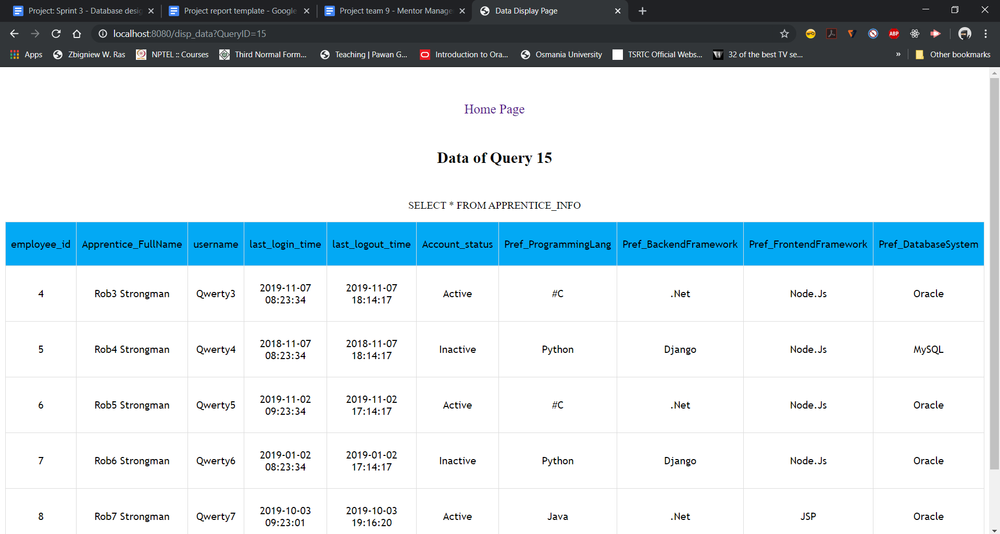 Project: Sprint 3 - Database desig
Project report template - Google
Project team 9 - Mentor Manage
Data Display Page
localhost:8080/disp_data?QueryID=15
ABP
Apps
Zbigniew W. Ras
NPTEL :: Courses
Third Normal Form...
Teaching | Pawan G...
Introduction to Ora...
Osmania University
TSRTC Official Webs...
32 of the best TV se...
»
Other bookmarks
Home Page
Data of Query 15
SELECT * FROM APPRENTICE_INFO
employee_id Apprentice_FullName username last_login_time last_logout_time Account_status Pref_ProgrammingLang Pref_BackendFramework Pref_FrontendFramework Pref_DatabaseSystem
4 Rob3 Strongman Qwerty3 2019-11-07 08:23:34 2019-11-07 18:14:17 Active #C .Net Node.Js Oracle
5 Rob4 Strongman Qwerty4 2018-11-07 08:23:34 2018-11-07 18:14:17 Inactive Python Django Node.Js MySQL
6 Rob5 Strongman Qwerty5 2019-11-02 09:23:34 2019-11-02 17:14:17 Active #C .Net Node.Js Oracle
7 Rob6 Strongman Qwerty6 2019-01-02 08:23:34 2019-01-02 17:14:17 Inactive Python Django Node.Js Oracle
8 Rob7 Strongman Qwerty7 2019-10-03 09:23:01 2019-10-03 19:16:20 Active Java .Net JSP Oracle